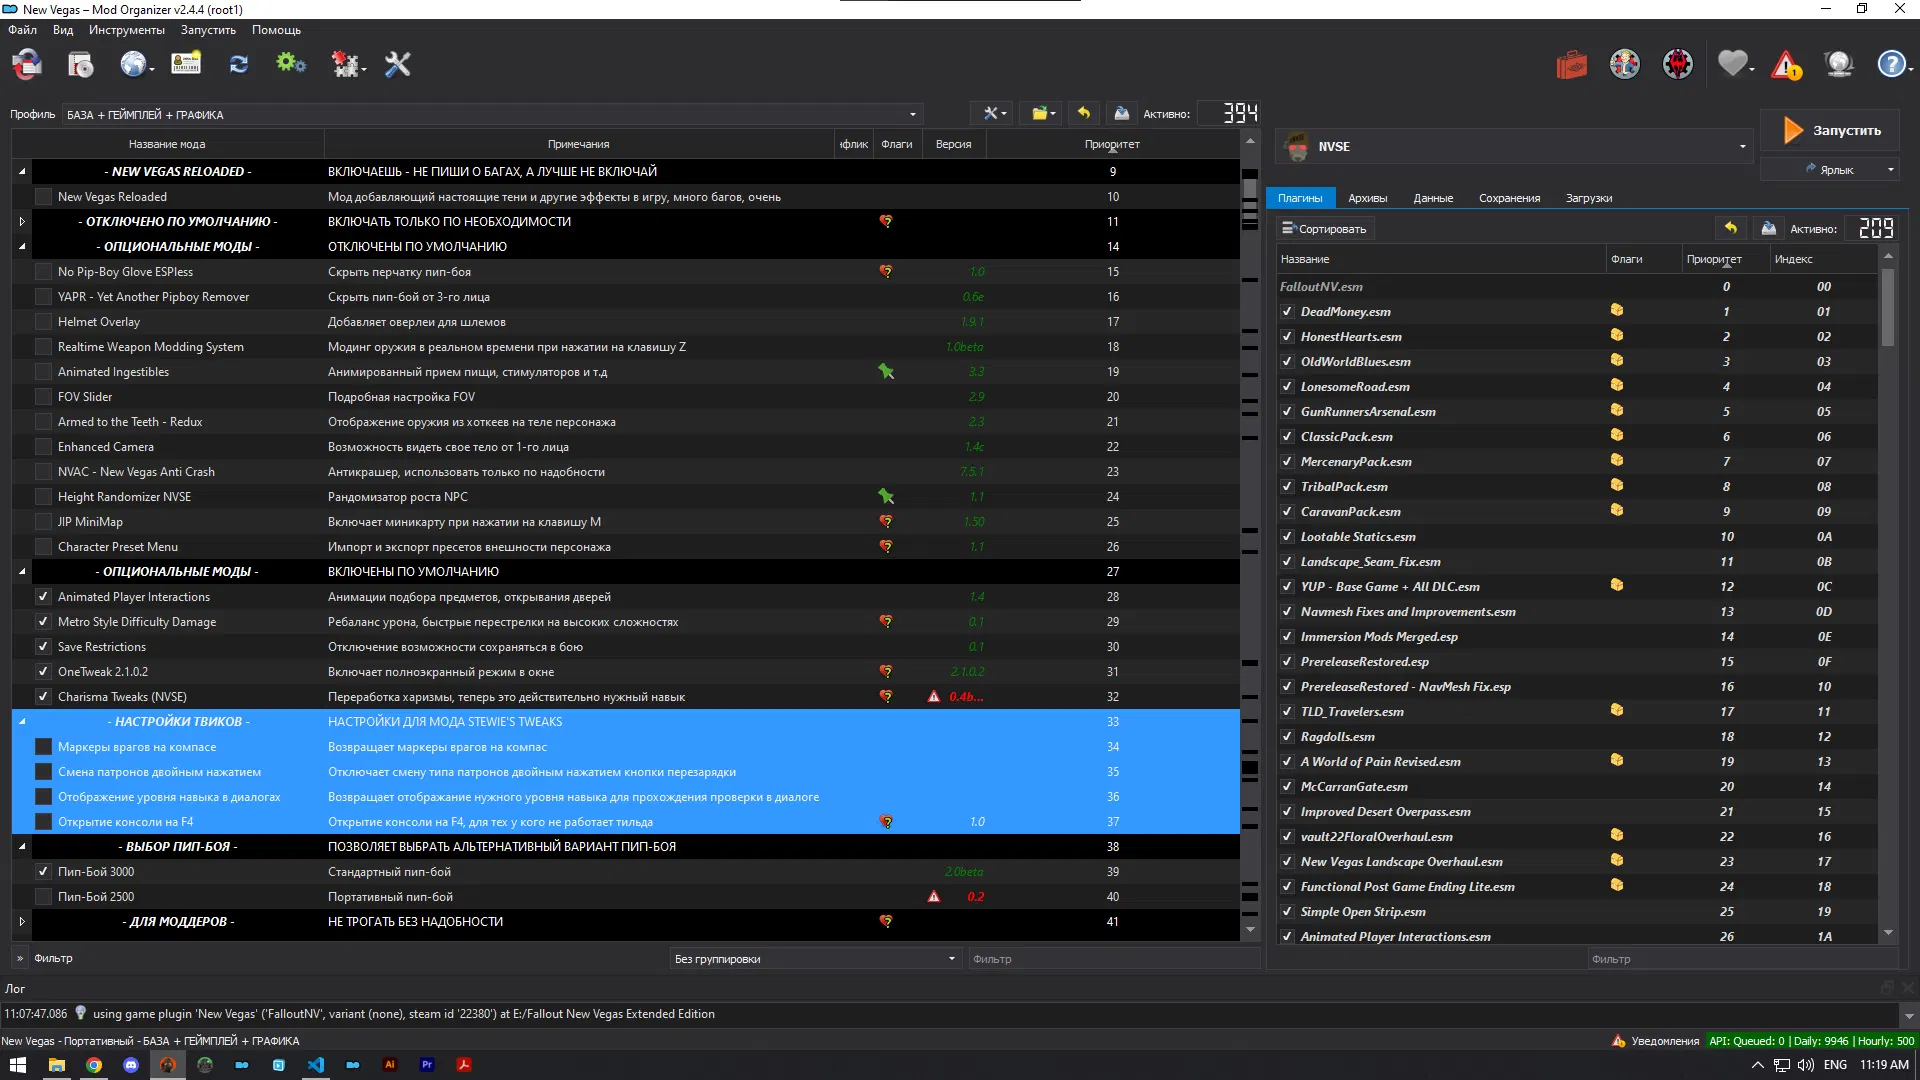 New Vegas – Mod Organizer v2.4.4 (root1)
Файл Вид Инструменты Запустить Помощь
Профиль БАЗА + ГЕЙМПЛЕЙ + ГРАФИКА Активно: 394
NVSE Запустить
Ярлык
Название мода Примечания ıфлик Флаги Версия Приоритет
- NEW VEGAS RELOADED - ВКЛЮЧАЕШЬ - НЕ ПИШИ О БАГАХ, А ЛУЧШЕ НЕ ВКЛЮЧАЙ 9
New Vegas Reloaded Мод добавляющий настоящие тени и другие эффекты в игру, много багов, очень 10
- ОТКЛЮЧЕНО ПО УМОЛЧАНИЮ - ВКЛЮЧАТЬ ТОЛЬКО ПО НЕОБХОДИМОСТИ 11
- ОПЦИОНАЛЬНЫЕ МОДЫ - ОТКЛЮЧЕНЫ ПО УМОЛЧАНИЮ 14
No Pip-Boy Glove ESPless Скрыть перчатку пип-боя 1.0 15
YAPR - Yet Another Pipboy Remover Скрыть пип-бой от 3-го лица 0.6e 16
Helmet Overlay Добавляет оверлеи для шлемов 1.9.1 17
Realtime Weapon Modding System Модинг оружия в реальном времени при нажатии на клавишу Z 1.0beta 18
Animated Ingestibles Анимированный прием пищи, стимуляторов и т.д 3.3 19
FOV Slider Подробная настройка FOV 2.9 20
Armed to the Teeth - Redux Отображение оружия из хоткеев на теле персонажа 2.3 21
Enhanced Camera Возможность видеть свое тело от 1-го лица 1.4c 22
NVAC - New Vegas Anti Crash Антикрашер, использовать только по надобности 7.5.1 23
Height Randomizer NVSE Рандомизатор роста NPC 1.1 24
JIP MiniMap Включает миникарту при нажатии на клавишу M 1.50 25
Character Preset Menu Импорт и экспорт пресетов внешности персонажа 1.1 26
- ОПЦИОНАЛЬНЫЕ МОДЫ - ВКЛЮЧЕНЫ ПО УМОЛЧАНИЮ 27
Animated Player Interactions Анимации подбора предметов, открывания дверей 1.4 28
Metro Style Difficulty Damage Ребаланс урона, быстрые перестрелки на высоких сложностях 0.1 29
Save Restrictions Отключение возможности сохраняться в бою 0.1 30
OneTweak 2.1.0.2 Включает полноэкранный режим в окне 2.1.0.2 31
Charisma Tweaks (NVSE) Переработка харизмы, теперь это действительно нужный навык 0.4b... 32
- НАСТРОЙКИ ТВИКОВ - НАСТРОЙКИ ДЛЯ МОДА STEWIE'S TWEAKS 33
Маркеры врагов на компасе Возвращает маркеры врагов на компас 34
Смена патронов двойным нажатием Отключает смену типа патронов двойным нажатием кнопки перезарядки 35
Отображение уровня навыка в диалогах Возвращает отображание нужного уровня навыка для прохождения проверки в диалоге 36
Открытие консоли на F4 Открытие консоли на F4, для тех у кого не работает тильда 1.0 37
- ВЫБОР ПИП-БОЯ - ПОЗВОЛЯЕТ ВЫБРАТЬ АЛЬТЕРНАТИВНЫЙ ВАРИАНТ ПИП-БОЯ 38
Пип-Бой 3000 Стандартный пип-бой 2.0beta 39
Пип-Бой 2500 Портативный пип-бой 0.2 40
- ДЛЯ МОДДЕРОВ - НЕ ТРОГАТЬ БЕЗ НАДОБНОСТИ 41
» Фильтр Без группировки Фильтр
Плагины Архивы Данные Сохранения Загрузки
Сортировать Активно: 209
Название Флаги Приоритет Индекс
FalloutNV.esm 0 00
DeadMoney.esm 1 01
HonestHearts.esm 2 02
OldWorldBlues.esm 3 03
LonesomeRoad.esm 4 04
GunRunnersArsenal.esm 5 05
ClassicPack.esm 6 06
MercenaryPack.esm 7 07
TribalPack.esm 8 08
CaravanPack.esm 9 09
Lootable Statics.esm 10 0A
Landscape_Seam_Fix.esm 11 0B
YUP - Base Game + All DLC.esm 12 0C
Navmesh Fixes and Improvements.esm 13 0D
Immersion Mods Merged.esp 14 0E
PrereleaseRestored.esp 15 0F
PrereleaseRestored - NavMesh Fix.esp 16 10
TLD_Travelers.esm 17 11
Ragdolls.esm 18 12
A World of Pain Revised.esm 19 13
McCarranGate.esm 20 14
Improved Desert Overpass.esm 21 15
vault22FloralOverhaul.esm 22 16
New Vegas Landscape Overhaul.esm 23 17
Functional Post Game Ending Lite.esm 24 18
Simple Open Strip.esm 25 19
Animated Player Interactions.esm 26 1A
Фильтр
Лог
11:07:47.086 using game plugin 'New Vegas' ('FalloutNV', variant (none), steam id '22380') at E:/Fallout New Vegas Extended Edition
New Vegas - Портативный - БАЗА + ГЕЙМПЛЕЙ + ГРАФИКА Уведомления API: Queued: 0 | Daily: 9946 | Hourly: 500
Ai Pr ENG 11:19 AM